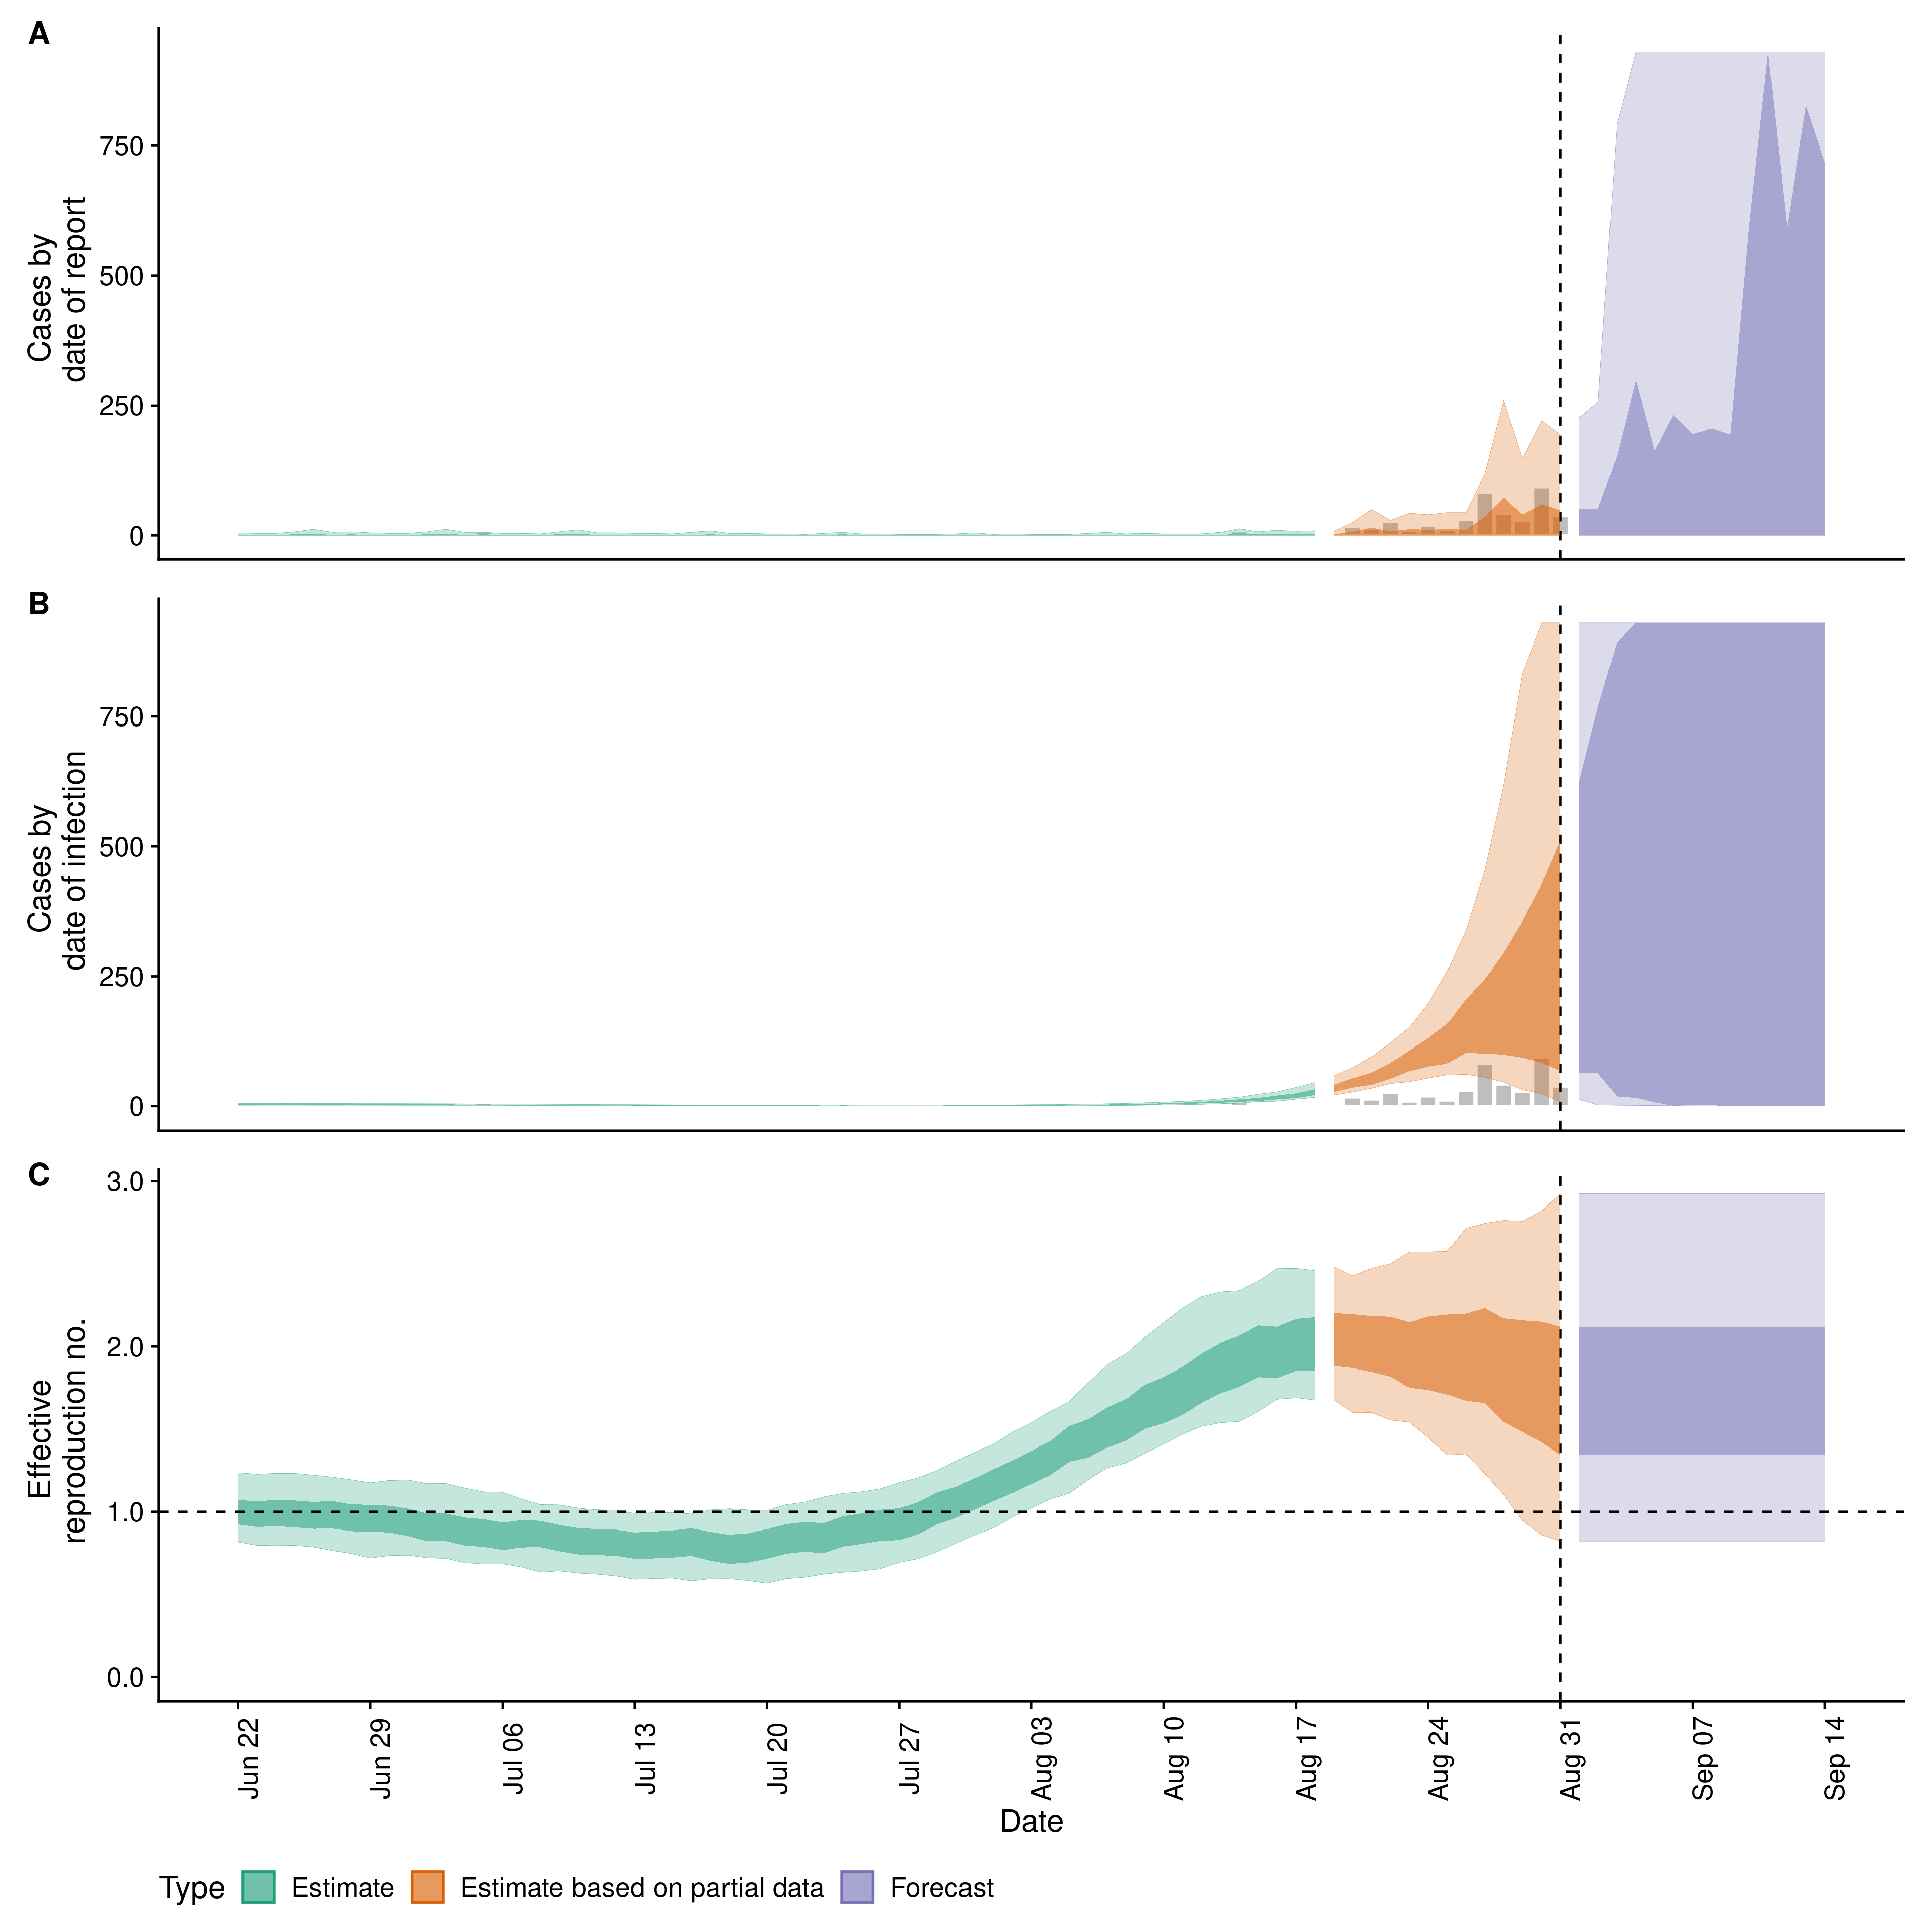 A
Cases by
date of report
750
500
250
0
B
Cases by
date of infection
750
500
250
0
C
Effective
reproduction no.
3.0
2.0
1.0
0.0
Jun 22
Jun 29
Jul 06
Jul 13
Jul 20
Jul 27
Aug 03
Aug 10
Aug 17
Aug 24
Aug 31
Sep 07
Sep 14
Date
Type Estimate Estimate based on partial data Forecast